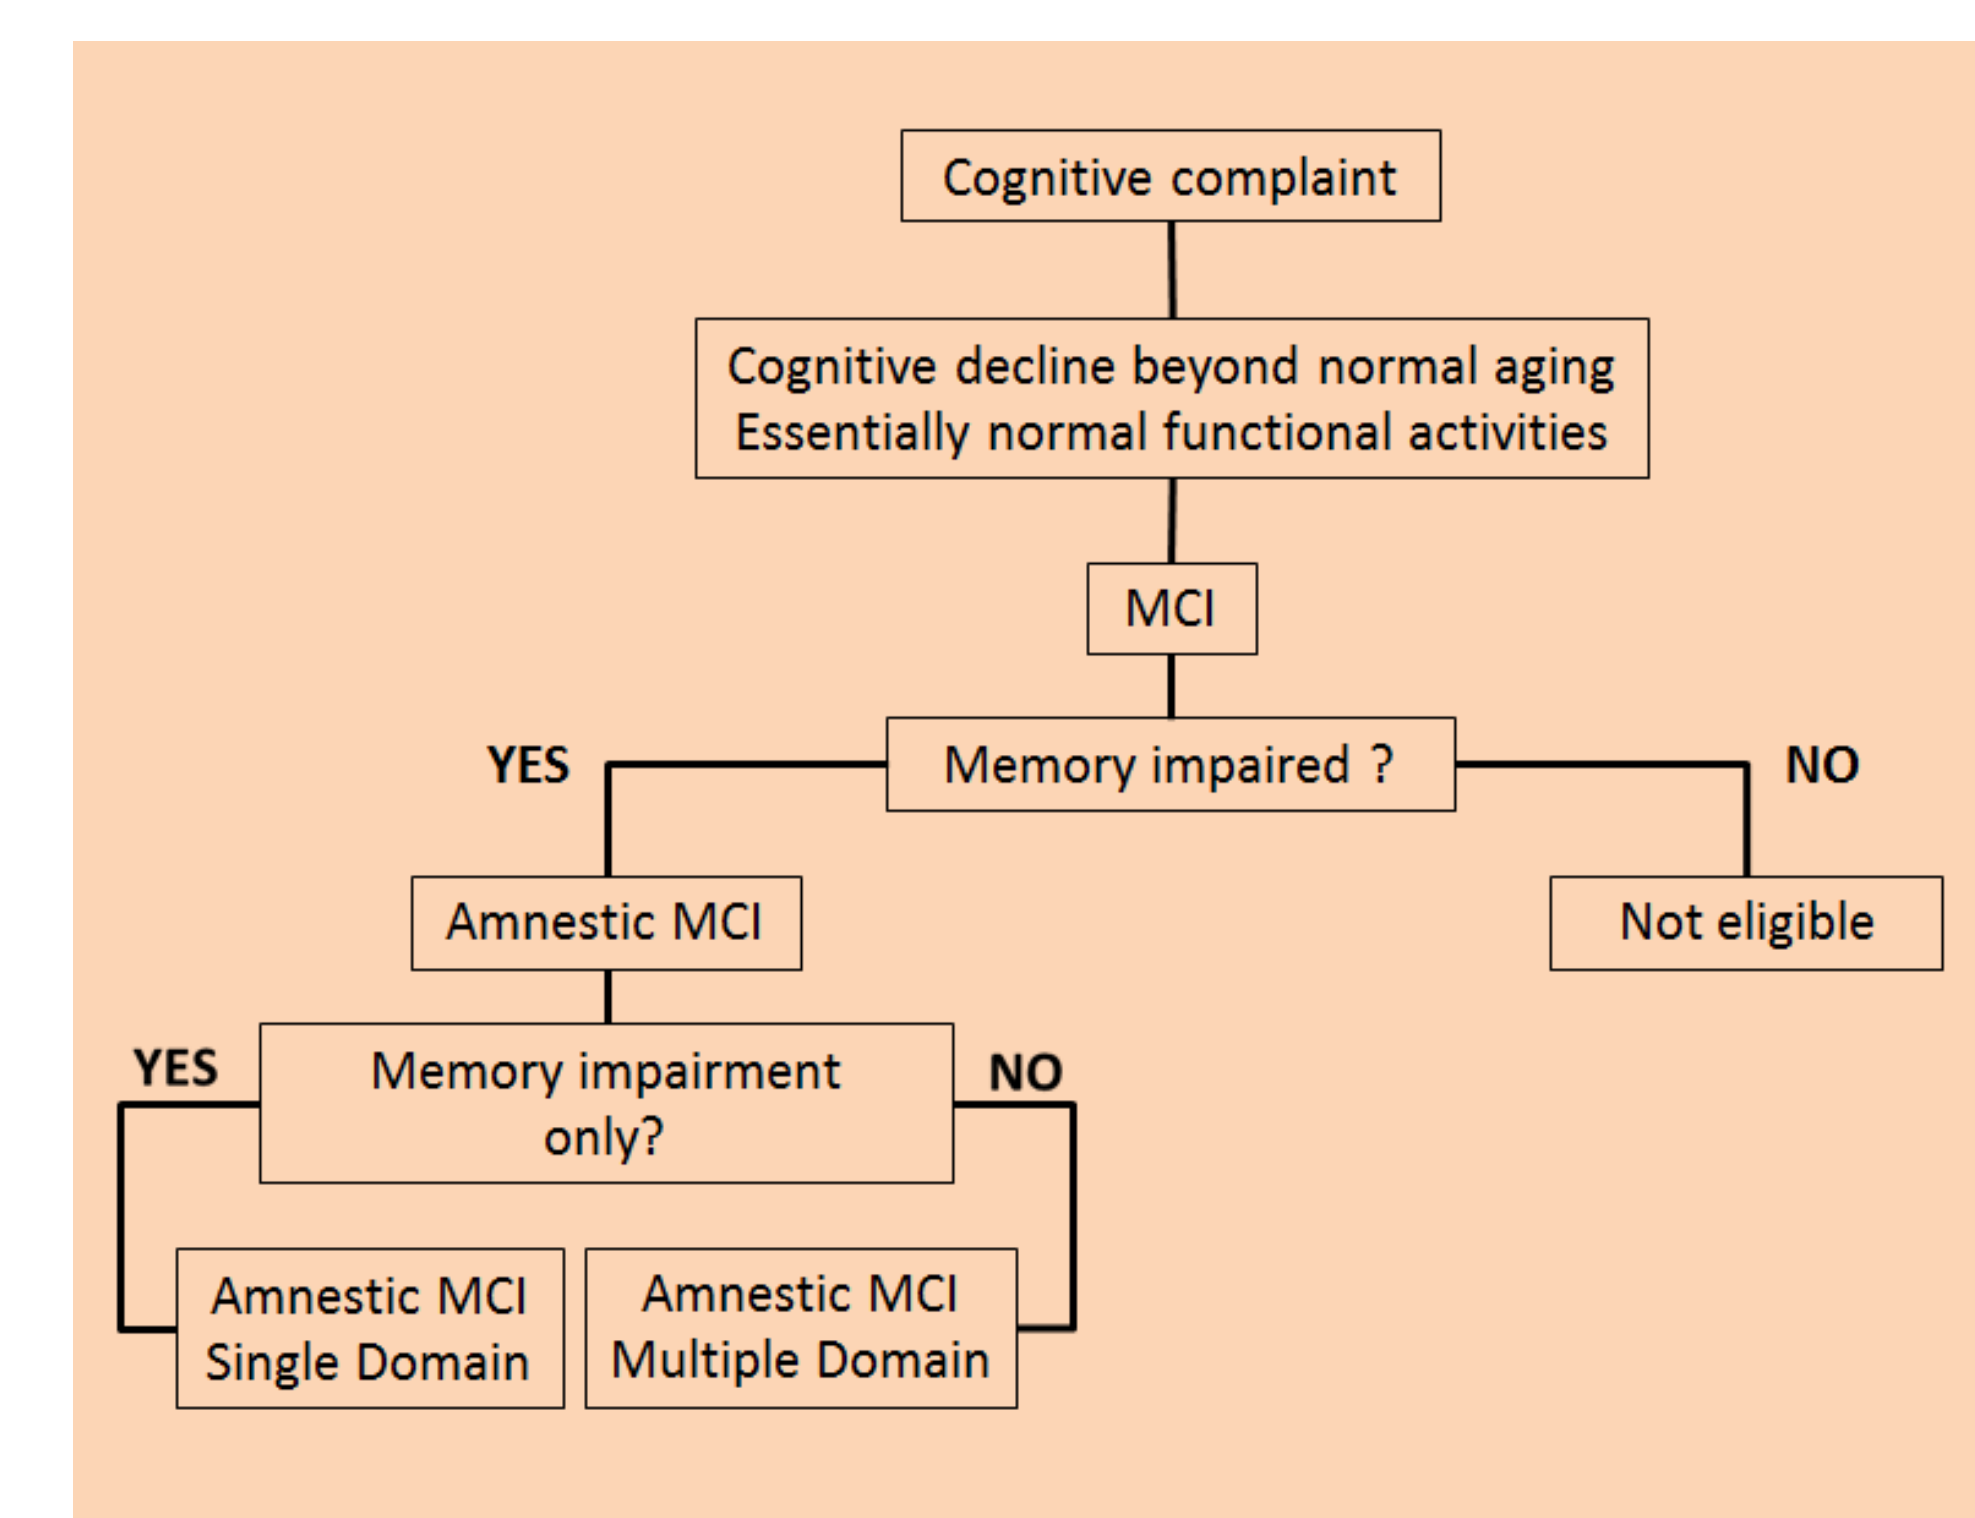 Cognitive complaint
Cognitive decline beyond normal aging
Essentially normal functional activities
MCI
YES
Memory impaired ?
NO
Amnestic MCI
Not eligible
YES
Memory impairment
only?
NO
Amnestic MCI
Single Domain
Amnestic MCI
Multiple Domain